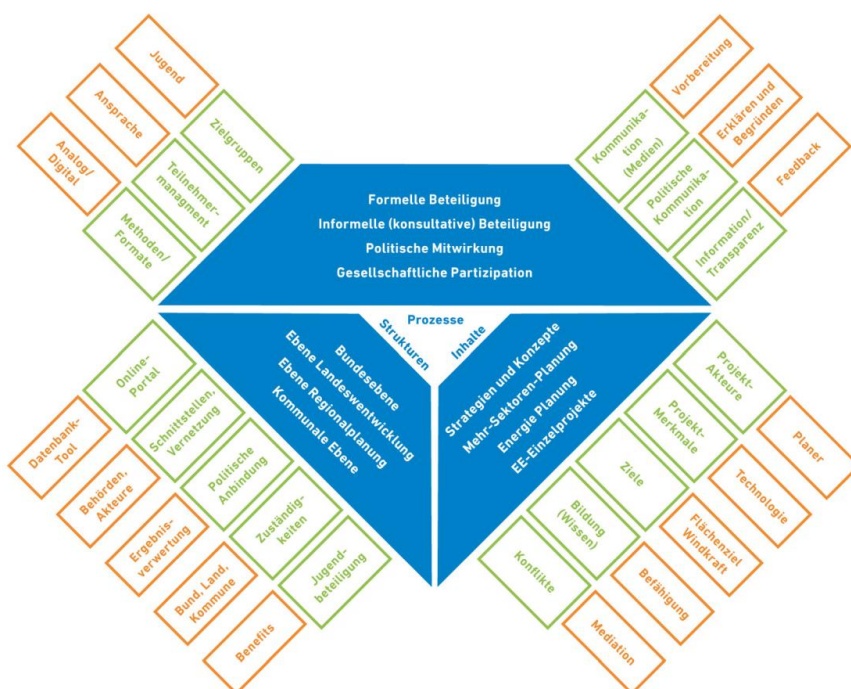 Jugend
Ansprache
Analog/
Digital
Zielgruppen
Teilnehmer-
managment
Methoden/
Formate
Vorbereitung
Erklären und
Begründen
Feedback
Kommunika-
tion
(Medien)
Politische
Kommunika-
tion
Information/
Transparenz
Formelle Beteiligung
Informelle (konsultative) Beteiligung
Politische Mitwirkung
Gesellschaftliche Partizipation
Prozesse
Strukturen
Inhalte
Bundesebene
Ebene Landeswentwicklung
Ebene Regionalplanung
Kommunale Ebene
Strategien und Konzepte
Mehr-Sektoren-Planung
Energie Planung
EE-Einzelprojekte
Online-
Portal
Schnittstellen,
Vernetzung
Politische
Anbindung
Zuständig-
keiten
Jugend-
beteiligung
Datenbank-
Tool
Behörden,
Akteure
Ergebnis-
verwertung
Bund, Land,
Kommune
Benefits
Projekt-
Akteure
Projekt-
Merkmale
Ziele
Bildung
(Wissen)
Konflikte
Planer
Technologie
Flächenziel
Windkraft
Befähigung
Mediation